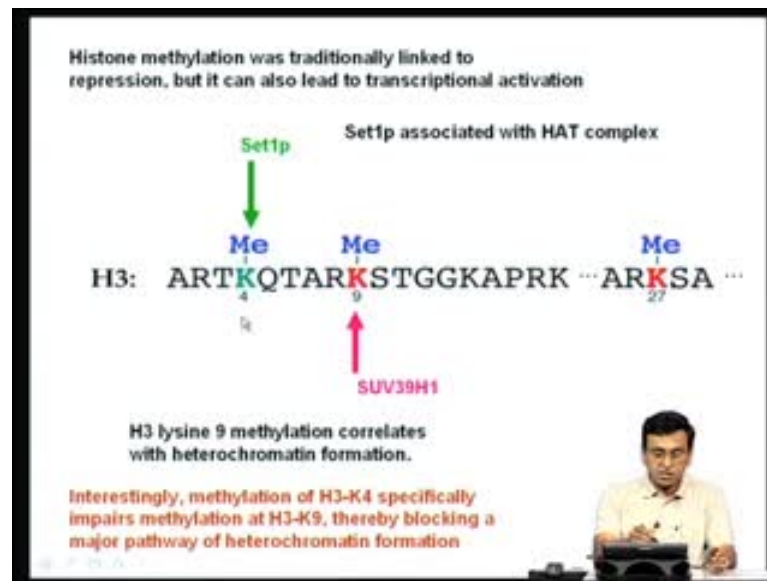 Histone methylation was traditionally linked to
repression, but it can also lead to transcriptional activation
Set1p associated with HAT complex
Set1p
Me Me Me
H3: ARTKQTARKSTGGKAPRK ... ARKSA ...
4 9 27
SUV39H1
H3 lysine 9 methylation correlates
with heterochromatin formation.
Interestingly, methylation of H3-K4 specifically
impairs methylation at H3-K9, thereby blocking a
major pathway of heterochromatin formation